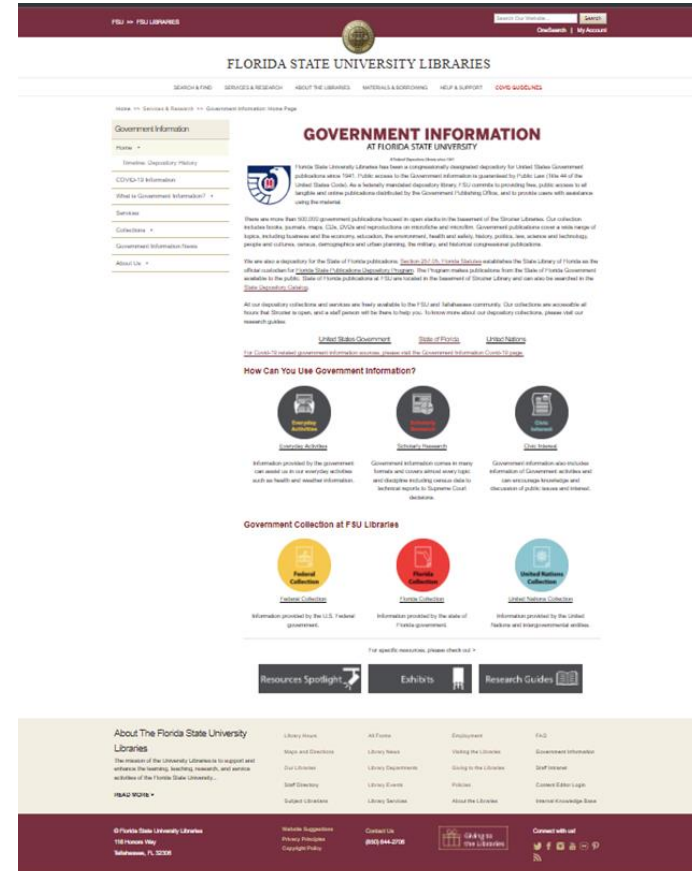 FSU >> FSU LIBRARIES
Search Our Website...
Search
OneSearch | My Account
FLORIDA STATE UNIVERSITY LIBRARIES
SEARCH & FIND SERVICES & RESEARCH ABOUT THE LIBRARIES MATERIALS & BORROWING HELP & SUPPORT COVID GUIDELINES
Home >> Services & Research >> Government Information: Home Page
Government Information
Home
Timeline: Depository History
COVID-19 Information
What is Government Information?
Services
Collections
Government Information News
About Us
GOVERNMENT INFORMATION
AT FLORIDA STATE UNIVERSITY
A Federal Depository Library since 1941
Florida State University Libraries has been a congressionally designated depository for United States Government
publications since 1941. Public access to the Government information is guaranteed by Public Law (Title 44 of the
United States Code). As a federally mandated depository library, FSU commits to providing free, public access to all
tangible and online publications distributed by the Government Publishing Office, and to provide users with assistance
using the material.
There are more than 600,000 government publications housed in open stacks in the basement of the Strozier Libraries. Our collection
includes books, journals, maps, CDs, DVDs and reproductions on microfiche and microfilm. Government publications cover a wide range of
topics, including business and the economy, education, the environment, health and safety, history, politics, law, science and technology,
people and cultures, census, demographics and urban planning, the military, and historical congressional publications.
We are also a depository for the State of Florida publications. Section 257.05, Florida Statutes establishes the State Library of Florida as the
official custodian for Florida State Publications Depository Program. The Program makes publications from the State of Florida Government
available to the public. State of Florida publications at FSU are located in the basement of Strozier Library and can also be searched in the
State Depository Catalog.
All our depository collections and services are freely available to the FSU and Tallahassee community. Our collections are accessible all
hours that Strozier is open, and a staff person will be there to help you. To know more about our depository collections, please visit our
research guides:
United States Government State of Florida United Nations
For Covid-19 related government information sources, please visit the Government Information Covid-19 page.
How Can You Use Government Information?
Everyday
Activities
Scholarly
Research
Civic
Interest
Everyday Activities
Scholarly Research
Civic Interest
Information provided by the government
can assist us in our everyday activities
such as health and weather information.
Government information comes in many
formats and covers almost every topic
and discipline including census data to
technical reports to Supreme Court
decisions.
Government information also includes
information of Government activities and
can encourage knowledge and
discussion of public issues and interest.
Government Collection at FSU Libraries
Federal
Collection
Florida
Collection
United Nations
Collection
Federal Collection
Florida Collection
United Nations Collection
Information provided by the U.S. Federal
government.
Information provided by the state of
Florida government.
Information provided by the United
Nations and intergovernmental entities.
For specific resources, please check out >
Resources Spotlight
Exhibits
Research Guides
About The Florida State University
Libraries
The mission of the University Libraries is to support and
enhance the learning, teaching, research, and service
activities of the Florida State University...
READ MORE
Library Hours
Maps and Directions
Our Libraries
Staff Directory
Subject Librarians
All Forms
Library News
Library Departments
Library Events
Library Services
Employment
Visiting the Libraries
Giving to the Libraries
Policies
About the Libraries
FAQ
Government Information
Staff Intranet
Content Editor Login
Internal Knowledge Base
© Florida State University Libraries
116 Honors Way
Tallahassee, FL 32306
Website Suggestions
Privacy Principles
Copyright Policy
Contact Us
(850) 644-2706
Giving to
the Libraries
Connect with us!